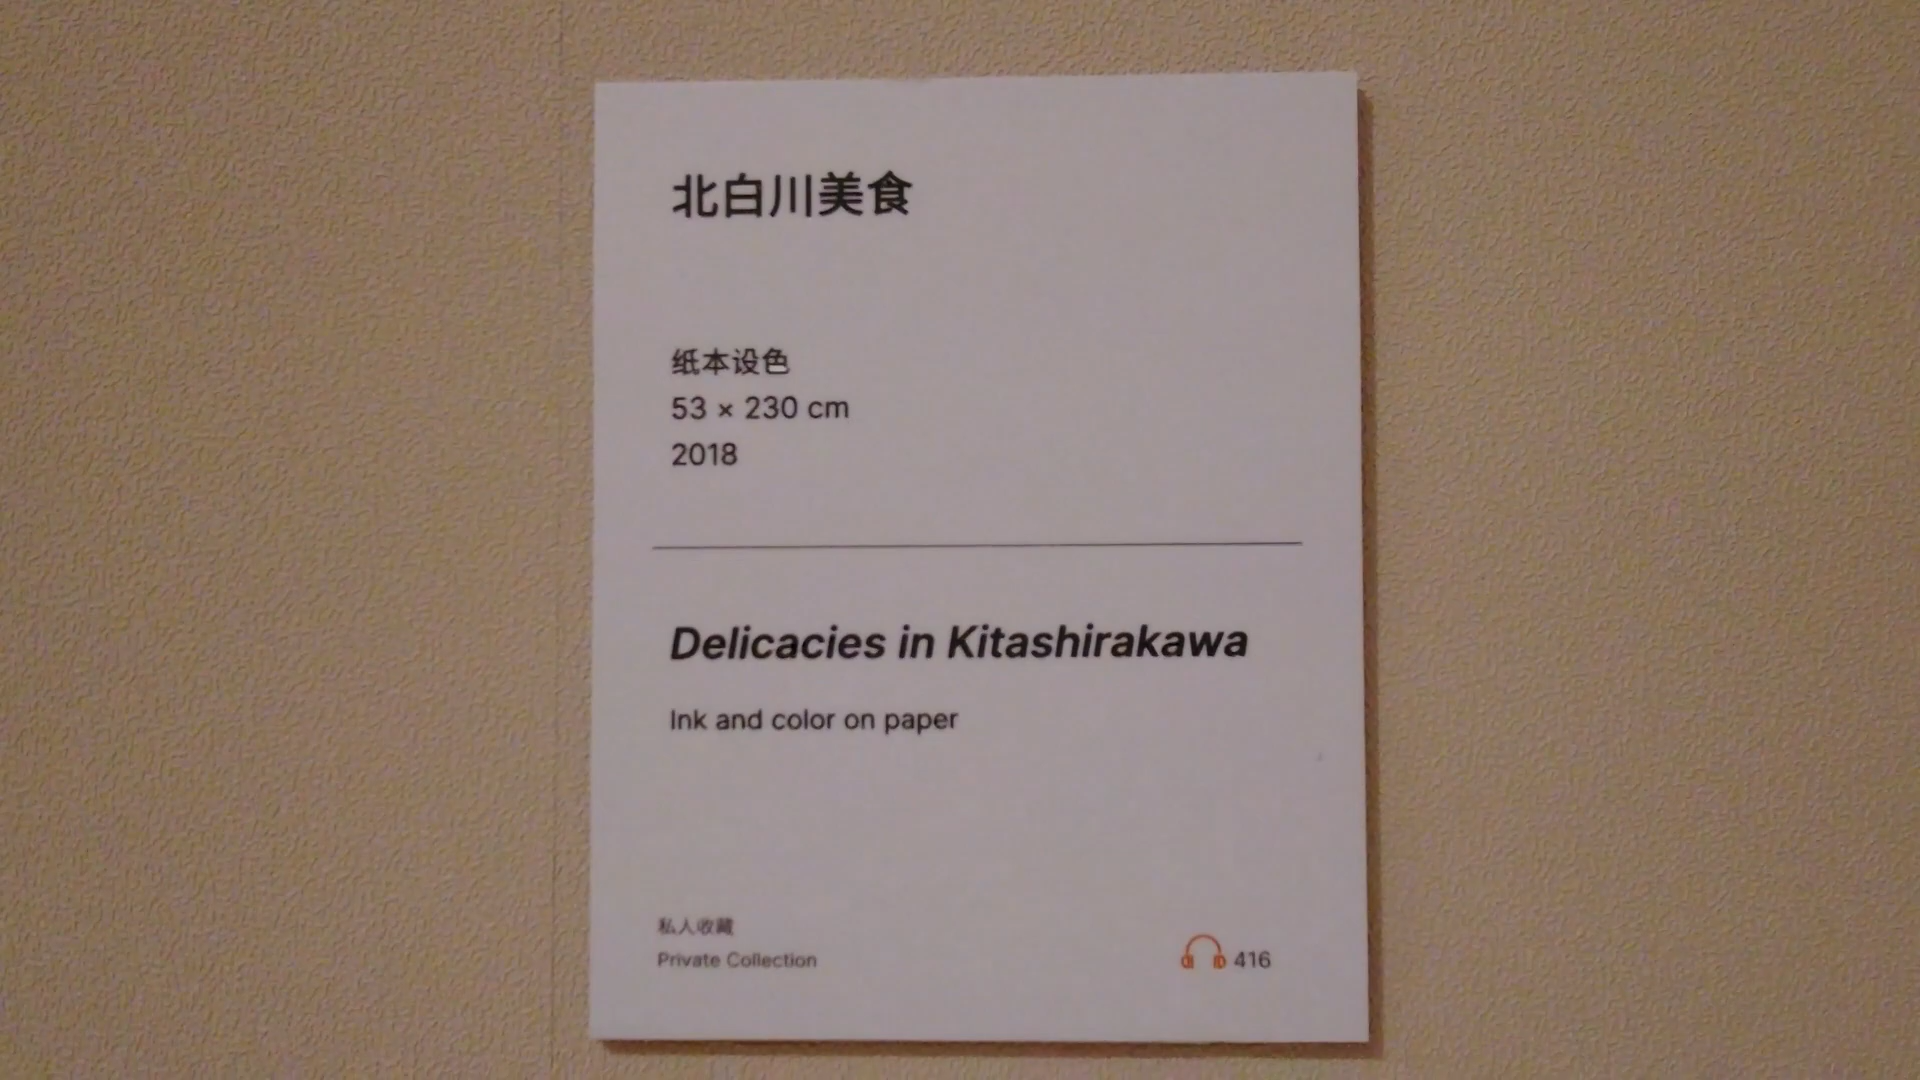 北白川美食
纸本设色
53 × 230 cm
2018
Delicacies in Kitashirakawa
Ink and color on paper
私人收藏
Private Collection
416